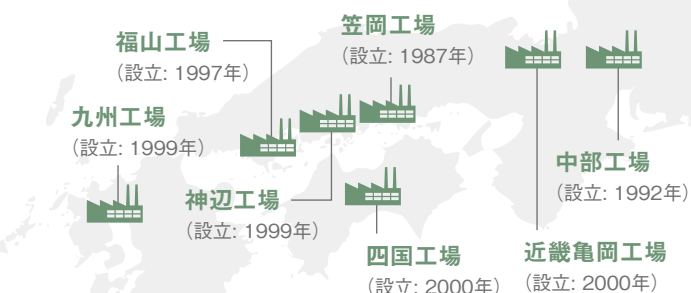 福山工場
（設立: 1997年）
笠岡工場
（設立: 1987年）
九州工場
（設立: 1999年）
神辺工場
（設立: 1999年）
四国工場
（設立: 2000年）
近畿亀岡工場
（設立: 2000年）
中部工場
（設立: 1992年）